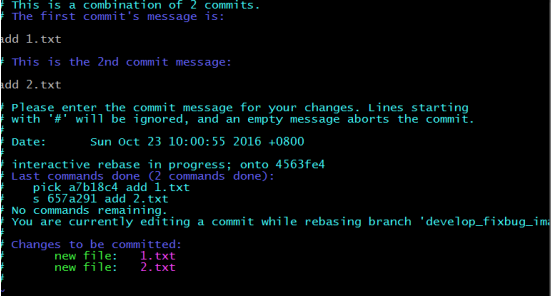 # This is a combination of 2 commits.
# The first commit's message is:
add 1.txt
# This is the 2nd commit message:
add 2.txt
# Please enter the commit message for your changes. Lines starting
# with '#' will be ignored, and an empty message aborts the commit.
#
# Date:      Sun Oct 23 10:00:55 2016 +0800
#
# interactive rebase in progress; onto 4563fe4
# Last commands done (2 commands done):
#    pick a7b18c4 add 1.txt
#    s 657a291 add 2.txt
# No commands remaining.
# You are currently editing a commit while rebasing branch 'develop_fixbug_ima
#
# Changes to be committed:
#       new file:   1.txt
#       new file:   2.txt
#
~